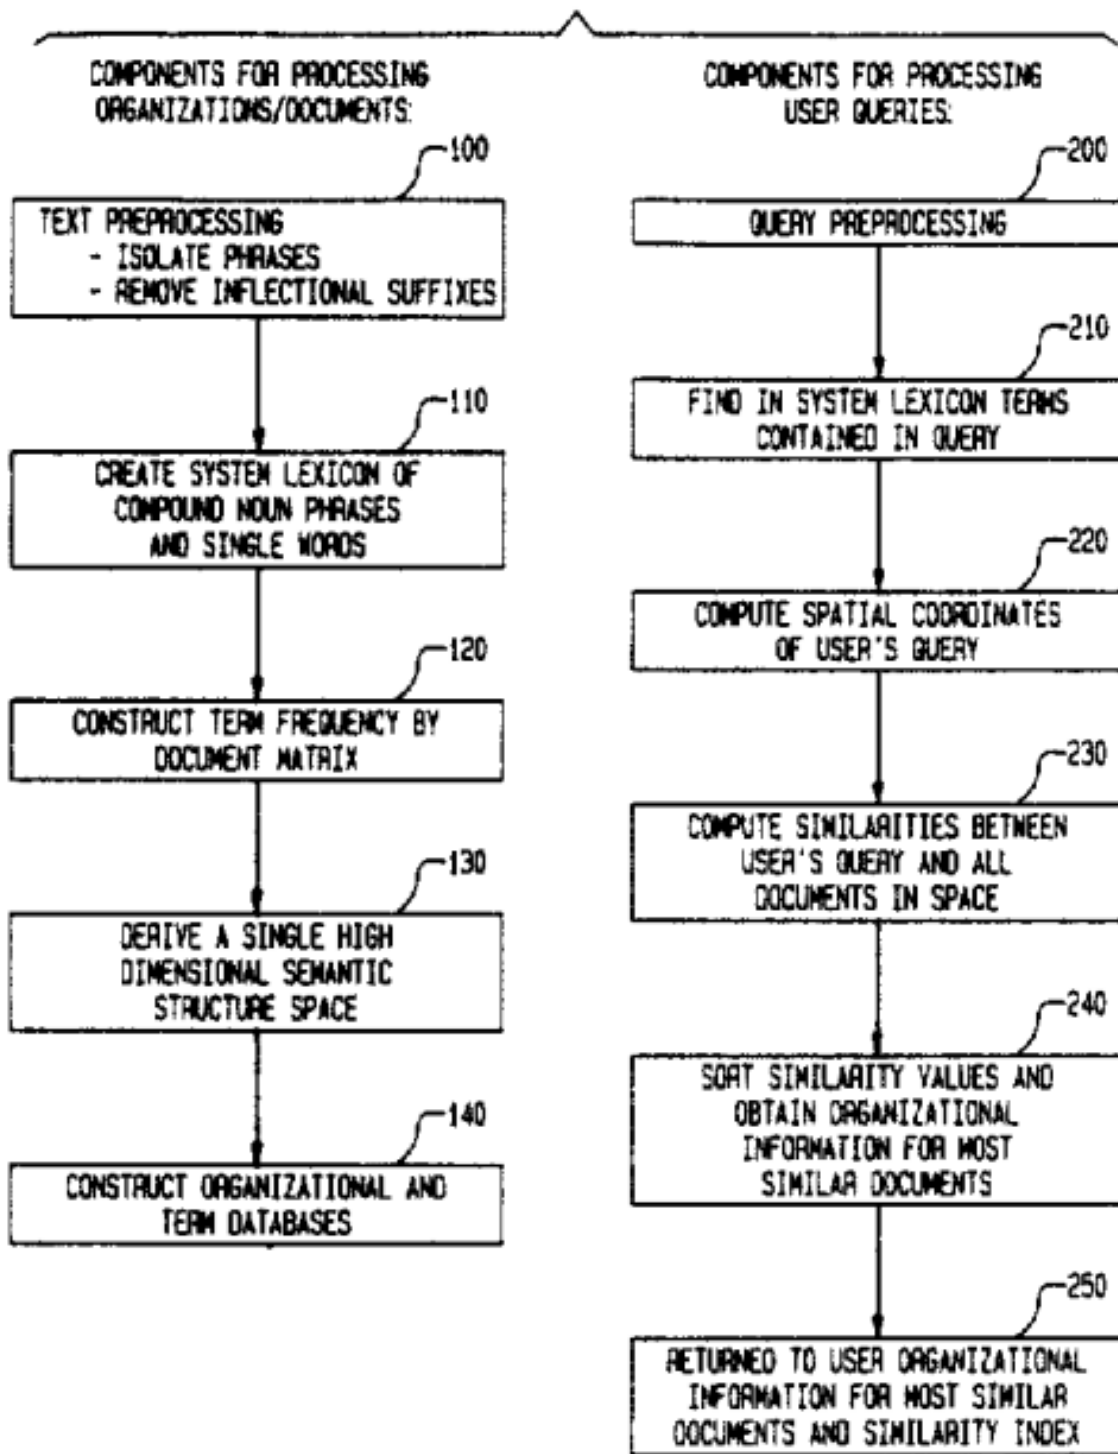 COMPONENTS FOR PROCESSING
ORGANIZATIONS/DOCUMENTS:
100
TEXT PREPROCESSING
- ISOLATE PHRASES
- REMOVE INFLECTIONAL SUFFIXES
110
CREATE SYSTEM LEXICON OF
COMPOUND NOUN PHRASES
AND SINGLE WORDS
120
CONSTRUCT TERM FREQUENCY BY
DOCUMENT MATRIX
130
DERIVE A SINGLE HIGH
DIMENSIONAL SEMANTIC
STRUCTURE SPACE
140
CONSTRUCT ORGANIZATIONAL AND
TERM DATABASES
COMPONENTS FOR PROCESSING
USER QUERIES:
200
QUERY PREPROCESSING
210
FIND IN SYSTEM LEXICON TERMS
CONTAINED IN QUERY
220
COMPUTE SPATIAL COORDINATES
OF USER'S QUERY
230
COMPUTE SIMILARITIES BETWEEN
USER'S QUERY AND ALL
DOCUMENTS IN SPACE
240
SORT SIMILARITY VALUES AND
OBTAIN ORGANIZATIONAL
INFORMATION FOR MOST
SIMILAR DOCUMENTS
250
RETURNED TO USER ORGANIZATIONAL
INFORMATION FOR MOST SIMILAR
DOCUMENTS AND SIMILARITY INDEX